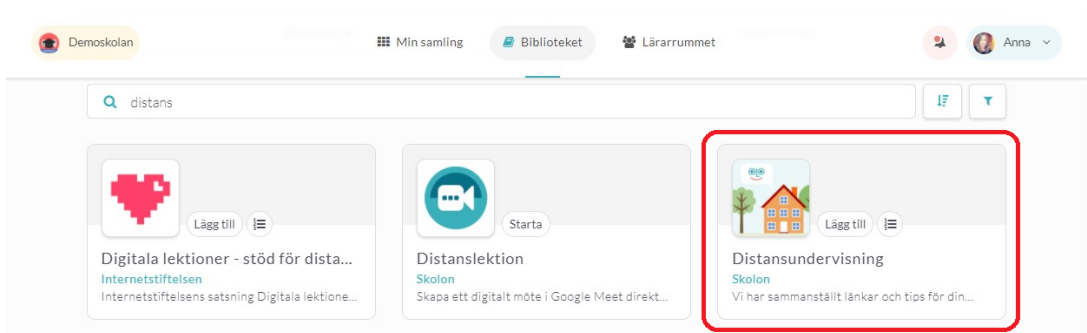 Demoskolan
Min samling
Biblioteket
Lärarrummet
Anna
distans
Lägg till
Starta
Lägg till
Digitala lektioner - stöd för dista...
Internetstiftelsen
Internetstiftelsens satsning Digitala lektione...
Distanslektion
Skolon
Skapa ett digitalt möte i Google Meet direkt...
Distansundervisning
Skolon
Vi har sammanställt länkar och tips för din...